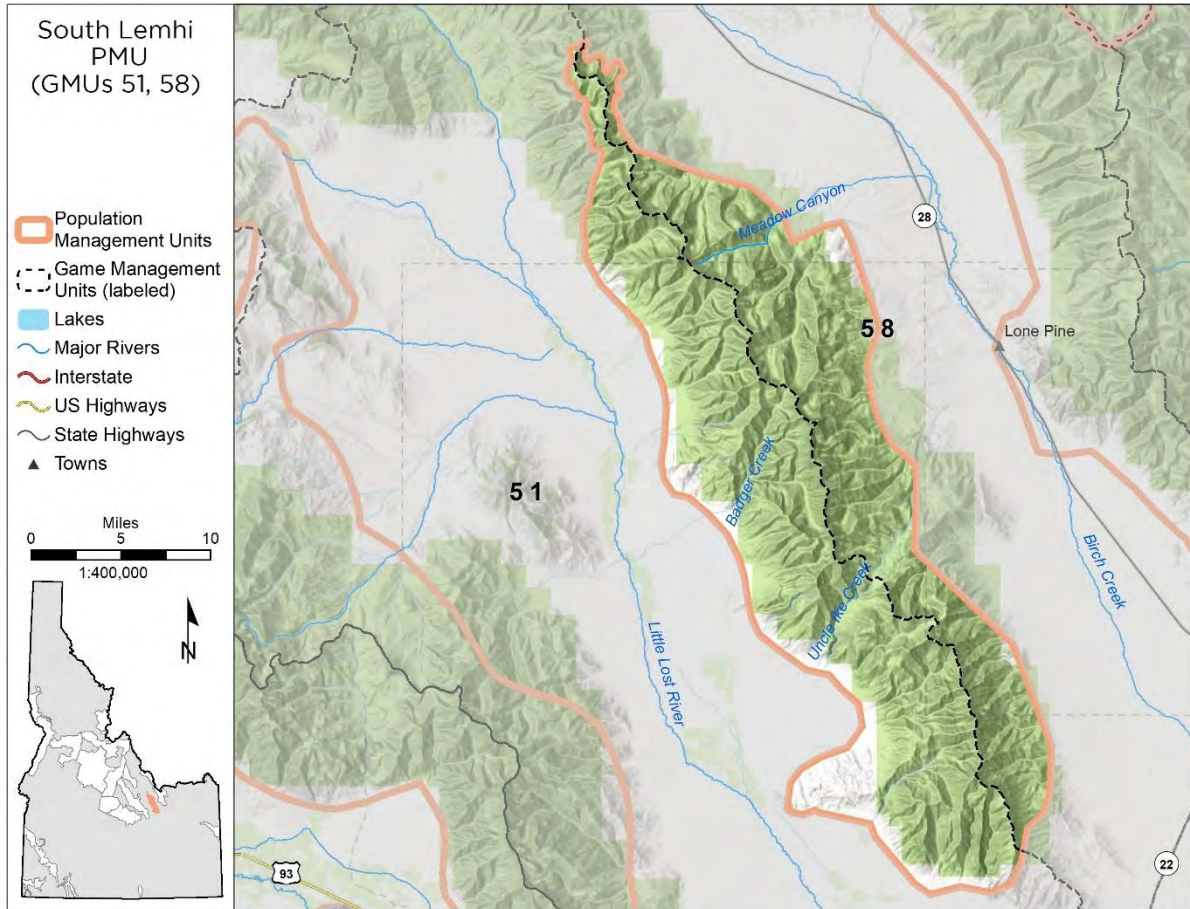 South Lemhi
PMU
(GMUs 51, 58)
Population
Management Units
Game Management
Units (labeled)
Lakes
Major Rivers
Interstate
US Highways
State Highways
Towns
Miles
0 5 10
1:400,000
N
Meadow Canyon
28
58
Lone Pine
51
Badger Creek
Birch Creek
Uncle Ike Creek
Little Lost River
93
22